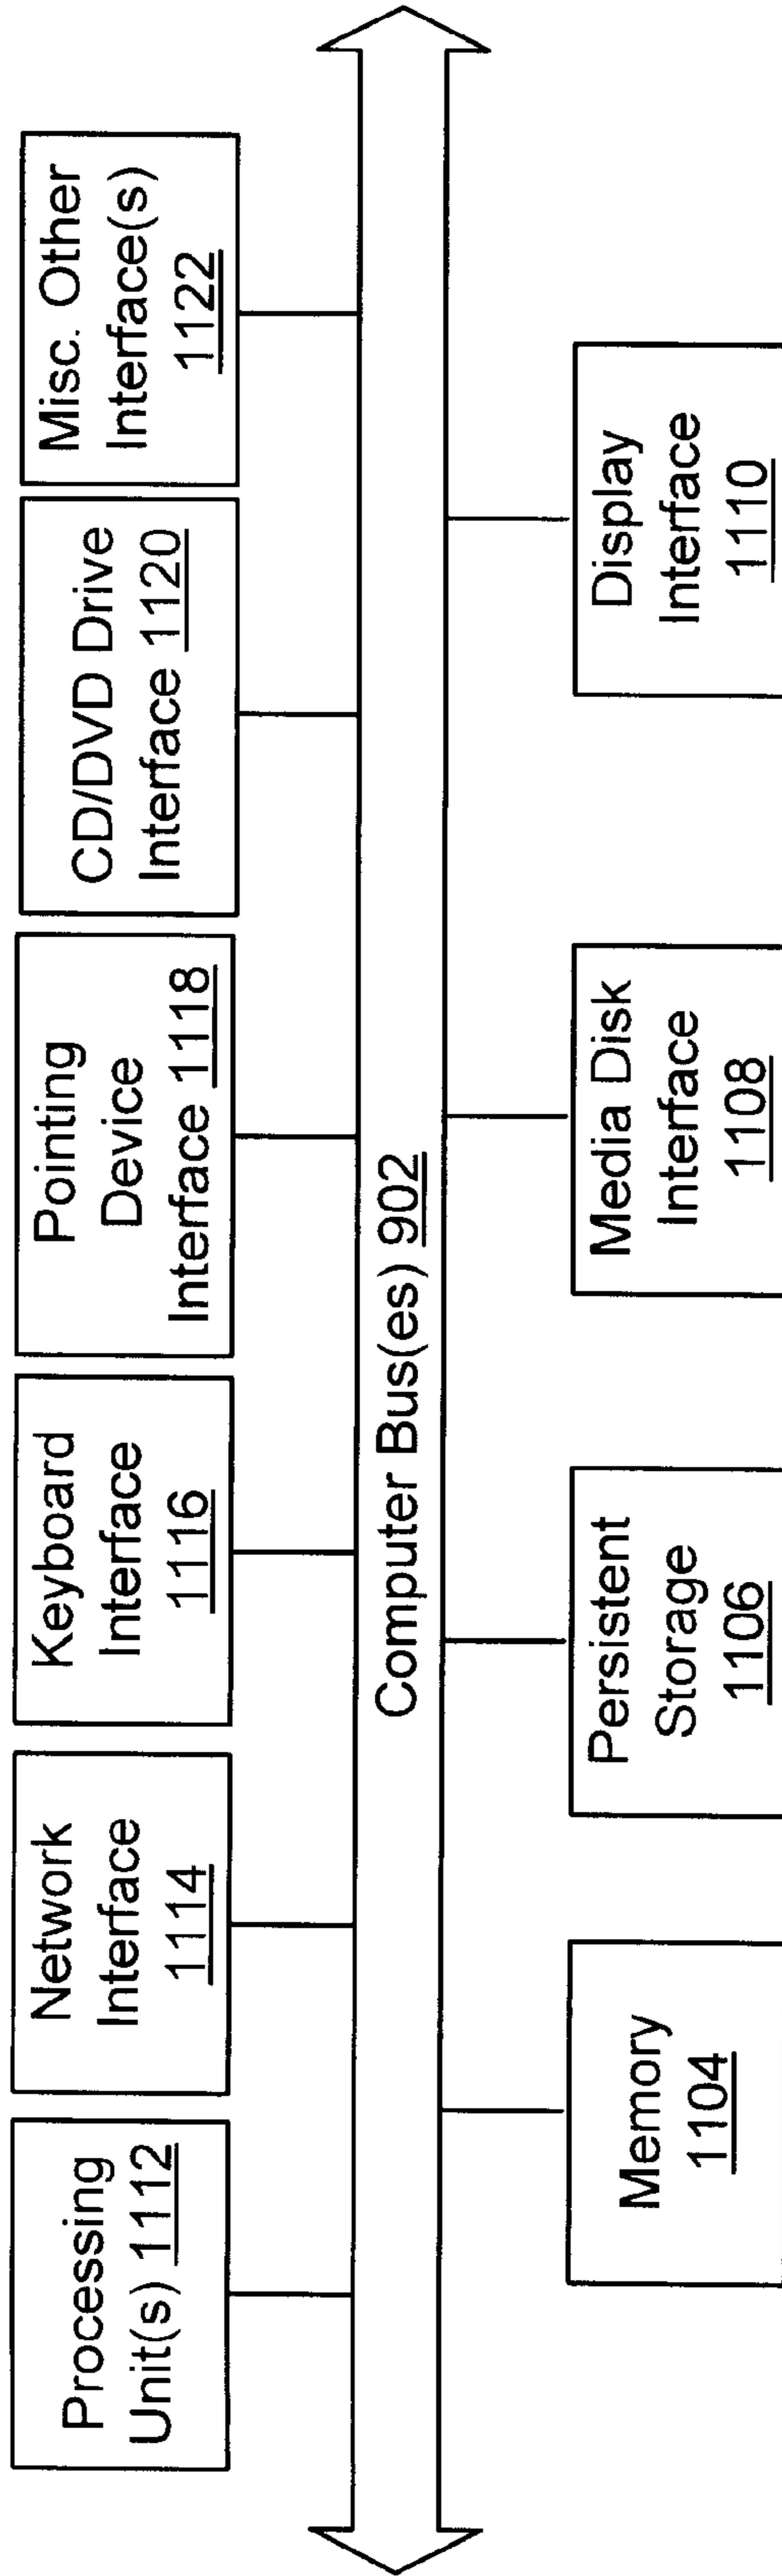 Processing
Unit(s) 1112
Network
Interface
1114
Keyboard
Interface
1116
Pointing
Device
Interface 1118
CD/DVD Drive
Interface 1120
Misc. Other
Interface(s)
1122
Computer Bus(es) 902
Memory
1104
Persistent
Storage
1106
Media Disk
Interface
1108
Display
Interface
1110